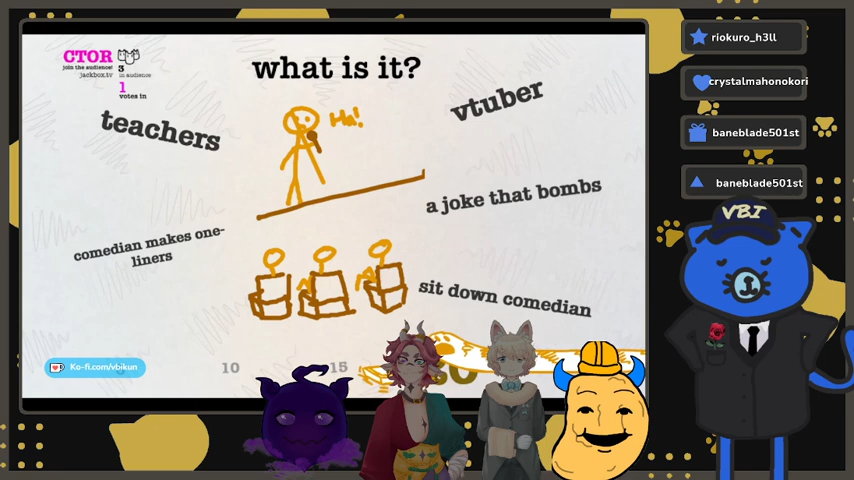 CTOR
join the audience!
jackbox.tv
3
in audience
1
votes in
what is it?
teachers
Ha!
vtuber
a joke that bombs
comedian makes one-
liners
sit down comedian
Ko-fi.com/vbikun
10
15
riokuro_h3ll
crystalmahonokori
baneblade501st
baneblade501st
VBI